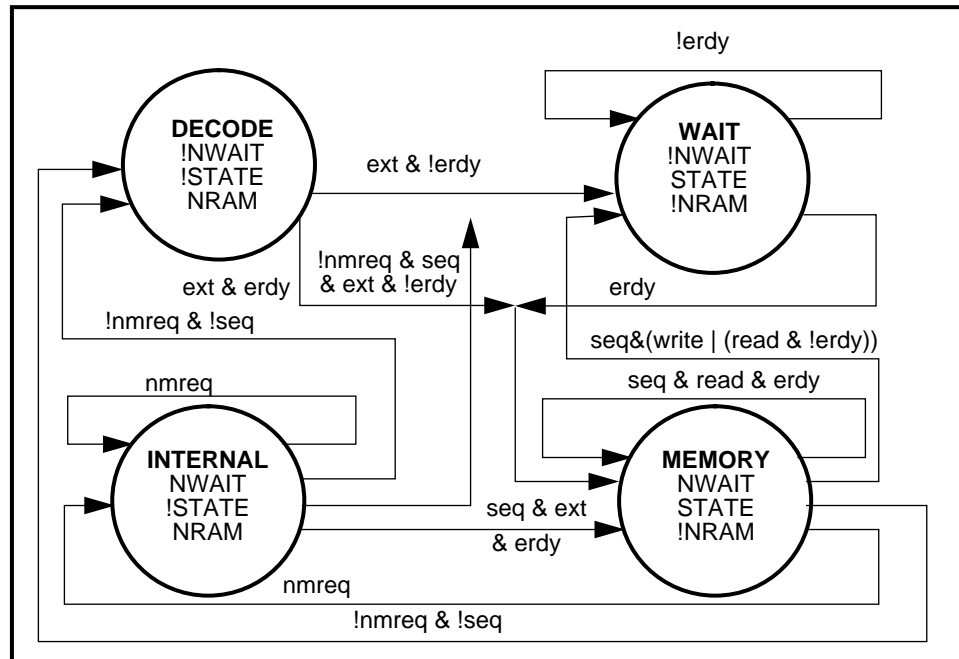 !erdy
DECODE
!NWAIT
!STATE
NRAM
WAIT
!NWAIT
STATE
!NRAM
ext & !erdy
!nmreq & seq
& ext & !erdy
ext & erdy
erdy
!nmreq & !seq
seq&(write | (read & !erdy))
nmreq
seq & read & erdy
INTERNAL
NWAIT
!STATE
NRAM
MEMORY
NWAIT
STATE
!NRAM
seq & ext
& erdy
nmreq
!nmreq & !seq